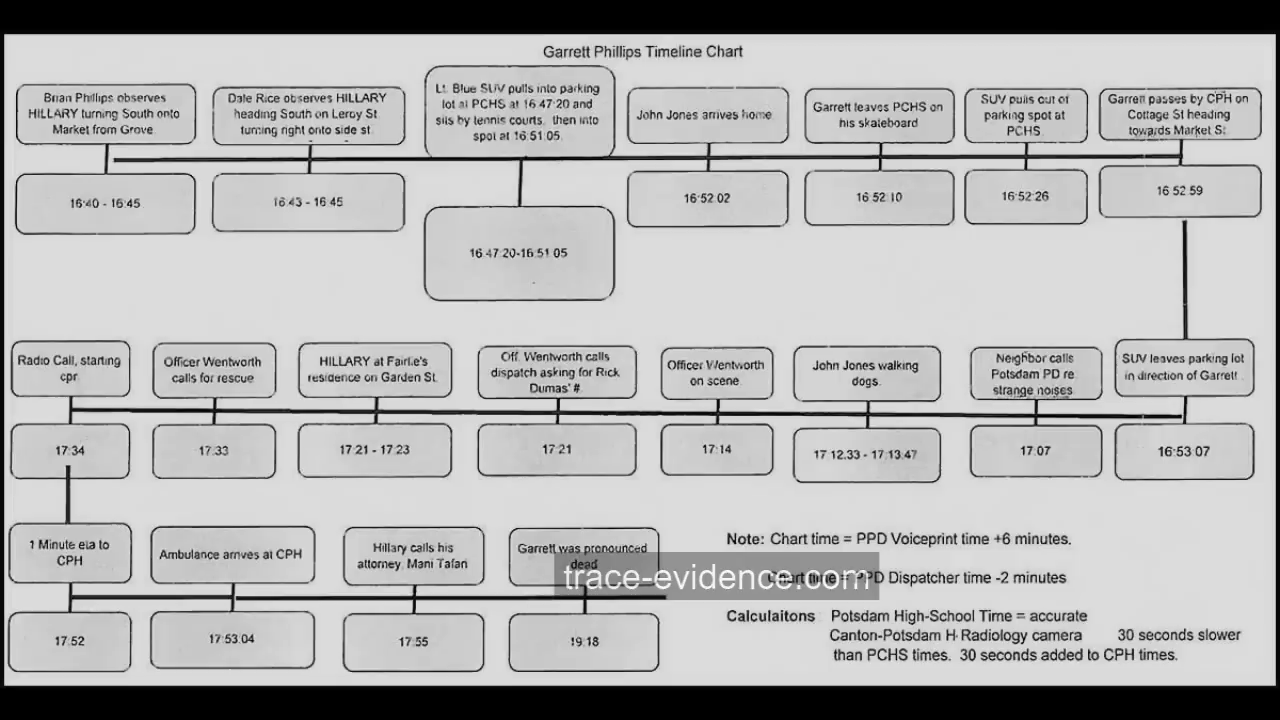 Garrett Phillips Timeline Chart
Brian Phillips observes
HILLARY turning South onto
Market from Grove
16:40 - 16:45
Dale Rice observes HILLARY
heading South on Leroy St.
turning right onto side st.
16:43 - 16:45
Lt. Blue SUV pulls into parking
lot at PCHS at 16:47:20 and
sits by tennis courts, then into
spot at 16:51:05.
16:47:20-16:51:05
John Jones arrives home
16:52:02
Garrett leaves PCHS on
his skateboard
16:52:10
SUV pulls out of
parking spot at
PCHS.
16:52:26
Garrett passes by CPH on
Cottage St heading
towards Market St
16:52:59
SUV leaves parking lot
in direction of Garrett
16:53:07
Neighbor calls
Potsdam PD re
strange noises
17:07
John Jones walking
dogs.
17:12:33 - 17:13:47
Officer Wentworth
on scene
17:14
Off. Wentworth calls
dispatch asking for Rick
Dumas' #.
17:21
HILLARY at Fairlie's
residence on Garden St.
17:21 - 17:23
Officer Wentworth
calls for rescue
17:33
Radio Call, starting
cpr
17:34
1 Minute eta to
CPH
17:52
Ambulance arrives at CPH
17:53:04
Hillary calls his
attorney, Mani Tafari
17:55
Garrett was pronounced
dead
19:18
Note: Chart time = PPD Voiceprint time +6 minutes.
Chart time = PPD Dispatcher time -2 minutes
Calculaitons Potsdam High-School Time = accurate
Canton-Potsdam H Radiology camera 30 seconds slower
than PCHS times. 30 seconds added to CPH times.
trace-evidence.com